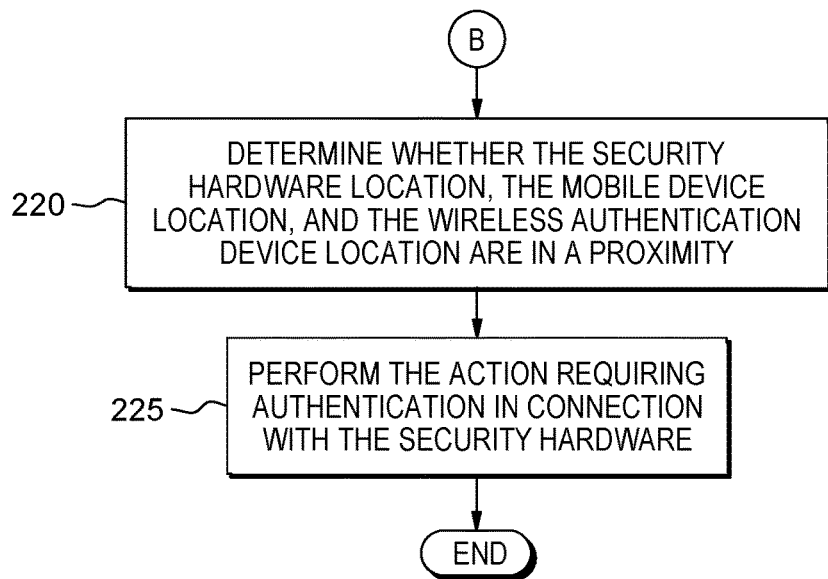 B
DETERMINE WHETHER THE SECURITY
HARDWARE LOCATION, THE MOBILE DEVICE
LOCATION, AND THE WIRELESS AUTHENTICATION
DEVICE LOCATION ARE IN A PROXIMITY
220
PERFORM THE ACTION REQUIRING
AUTHENTICATION IN CONNECTION
WITH THE SECURITY HARDWARE
225
END